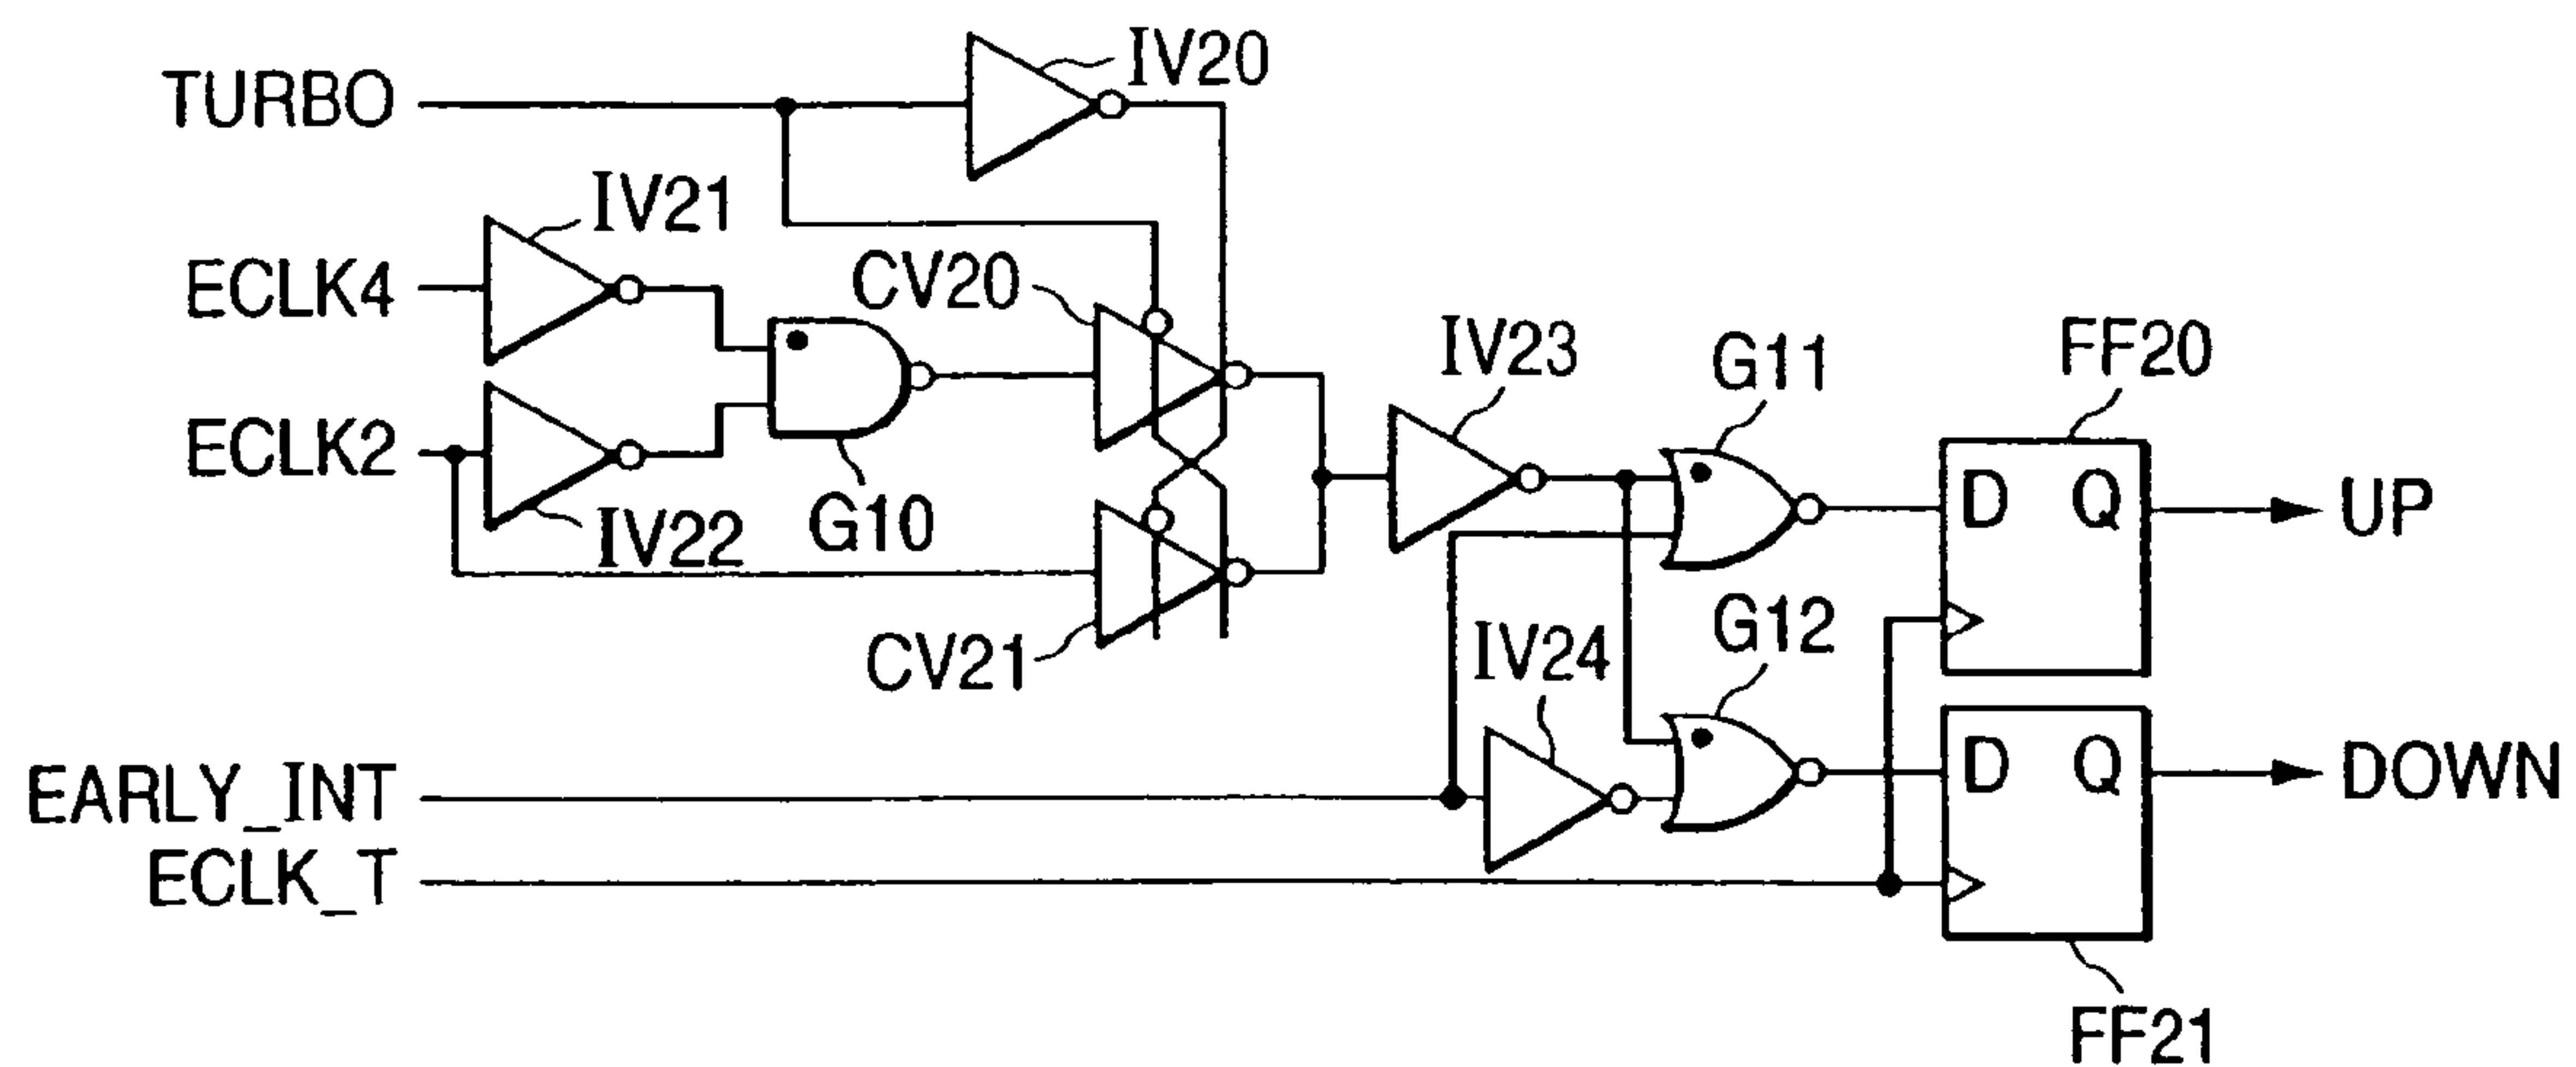 IV20
TURBO
IV21
ECLK4
CV20
IV23
G11
FF20
ECLK2
IV22
G10
D Q
UP
CV21
IV24
G12
EARLY_INT
D Q
DOWN
ECLK_T
FF21